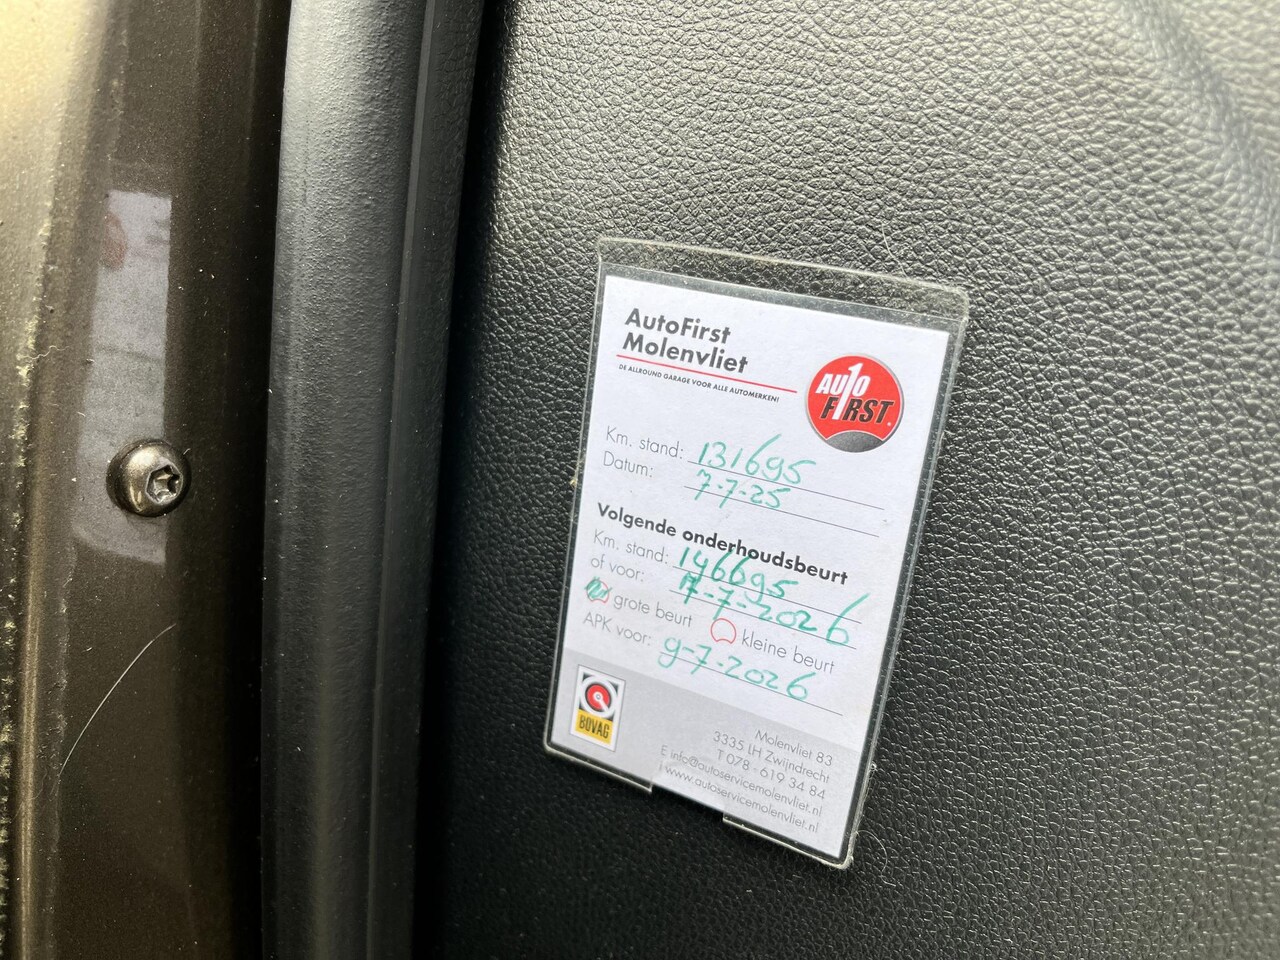 AutoFirst
Molenvliet
DE ALLROUND GARAGE VOOR ALLE AUTOMERKEN!
AUTO
FIRST
Km. stand: 131695
Datum: 7-7-25
Volgende onderhoudsbeurt
Km. stand: 146695
of voor: 7-7-2026
grote beurt kleine beurt
APK voor: 9-7-2026
BOVAG
Molenvliet 83
3335 LH Zwijndrecht
T 078 - 619 34 84
E info@autoservicemolenvliet.nl
I www.autoservicemolenvliet.nl